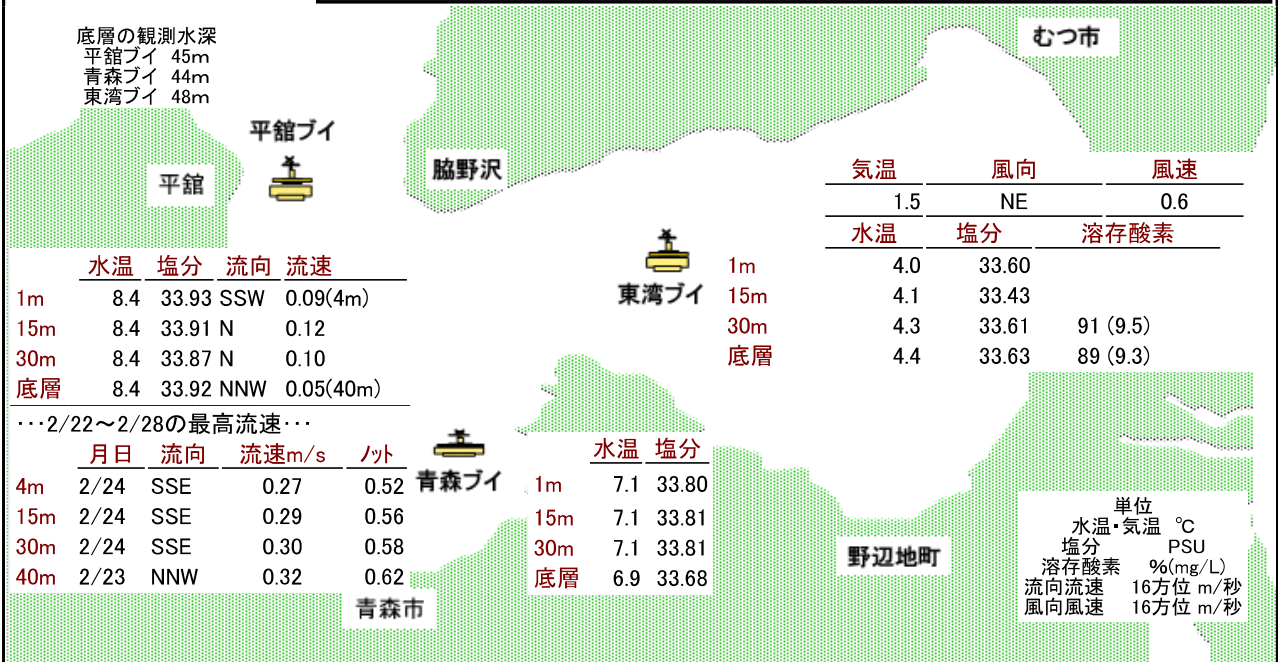 底層の観測水深
平舘ブイ 45m
青森ブイ 44m
東湾ブイ 48m
むつ市
平舘ブイ
平舘
脇野沢
気温 風向 風速
1.5 NE 0.6
水温 塩分 溶存酸素
1m 4.0 33.60
15m 4.1 33.43
30m 4.3 33.61 91 (9.5)
底層 4.4 33.63 89 (9.3)
東湾ブイ
水温 塩分 流向 流速
1m 8.4 33.93 SSW 0.09(4m)
15m 8.4 33.91 N 0.12
30m 8.4 33.87 N 0.10
底層 8.4 33.92 NNW 0.05(40m)
…2/22～2/28の最高流速…
月日 流向 流速m/s ノット
4m 2/24 SSE 0.27 0.52
15m 2/24 SSE 0.29 0.56
30m 2/24 SSE 0.30 0.58
40m 2/23 NNW 0.32 0.62
青森ブイ
水温 塩分
1m 7.1 33.80
15m 7.1 33.81
30m 7.1 33.81
底層 6.9 33.68
青森市
野辺地町
単位
水温・気温 ℃
塩分 PSU
溶存酸素 %(mg/L)
流向流速 16方位 m/秒
風向風速 16方位 m/秒